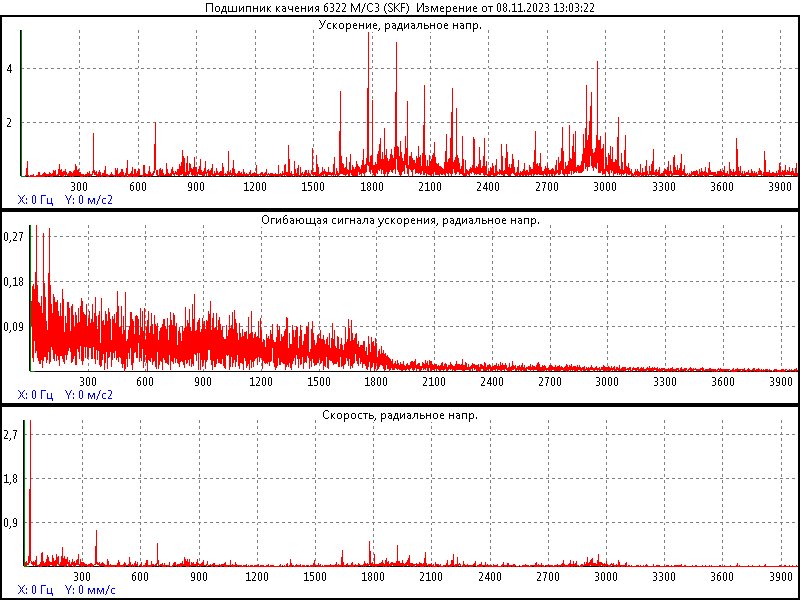 Подшипник качения 6322 M/C3 (SKF) Измерение от 08.11.2023 13:03:22
Ускорение, радиальное напр.
4
2
300 600 900 1200 1500 1800 2100 2400 2700 3000 3300 3600 3900
X: 0 Гц Y: 0 м/с2
Огибающая сигнала ускорения, радиальное напр.
0,27
0,18
0,09
300 600 900 1200 1500 1800 2100 2400 2700 3000 3300 3600 3900
X: 0 Гц Y: 0 м/с2
Скорость, радиальное напр.
2,7
1,8
0,9
300 600 900 1200 1500 1800 2100 2400 2700 3000 3300 3600 3900
X: 0 Гц Y: 0 мм/с